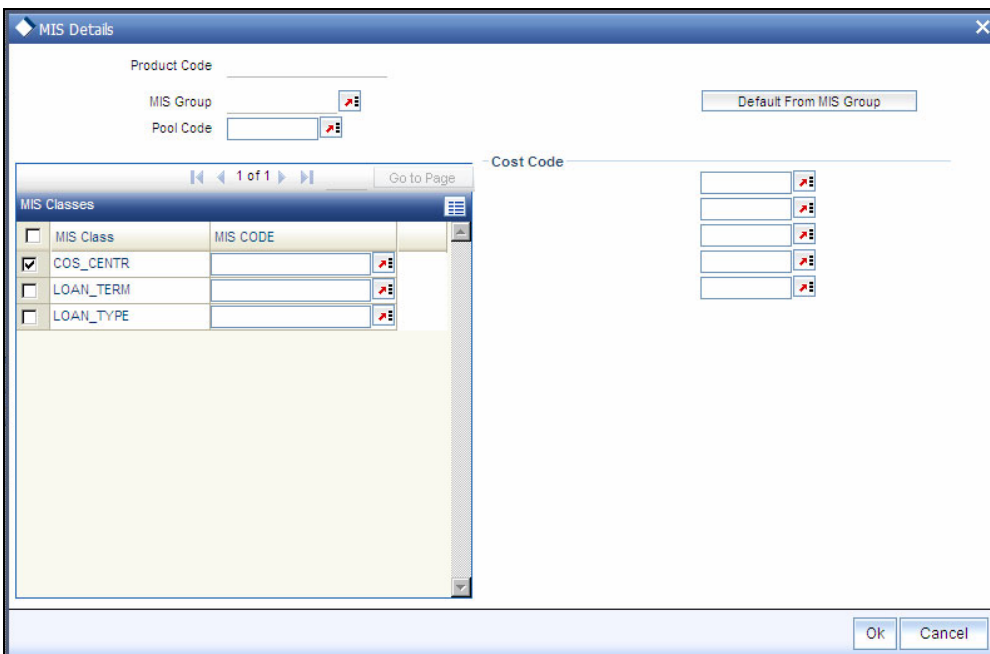 MIS Details
Product Code
MIS Group
Default From MIS Group
Pool Code
1 of 1 Go to Page
MIS Classes
MIS Class MIS CODE
COS_CENTR
LOAN_TERM
LOAN_TYPE
Cost Code
Ok Cancel